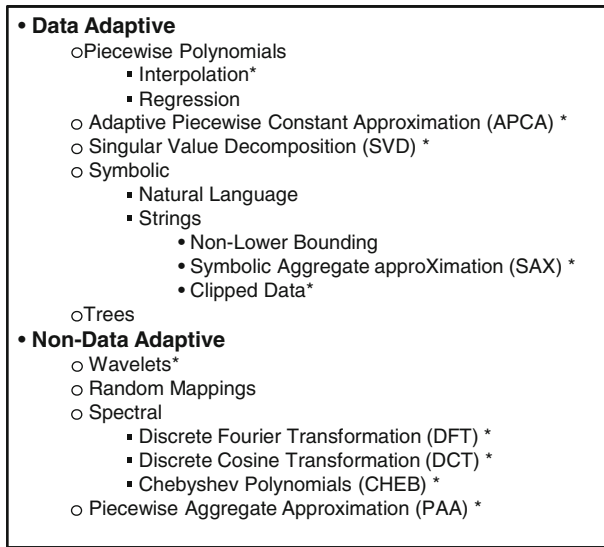 • Data Adaptive
○Piecewise Polynomials
▪ Interpolation*
▪ Regression
○ Adaptive Piecewise Constant Approximation (APCA) *
○ Singular Value Decomposition (SVD) *
○ Symbolic
▪ Natural Language
▪ Strings
• Non-Lower Bounding
• Symbolic Aggregate approXimation (SAX) *
• Clipped Data*
○Trees
• Non-Data Adaptive
○ Wavelets*
○ Random Mappings
○ Spectral
▪ Discrete Fourier Transformation (DFT) *
▪ Discrete Cosine Transformation (DCT) *
▪ Chebyshev Polynomials (CHEB) *
○ Piecewise Aggregate Approximation (PAA) *